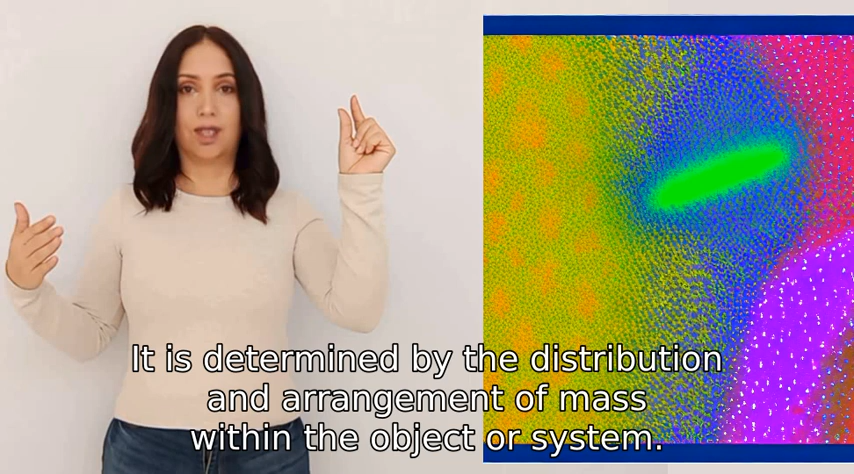 It is determined by the distribution
and arrangement of mass
within the object or system.